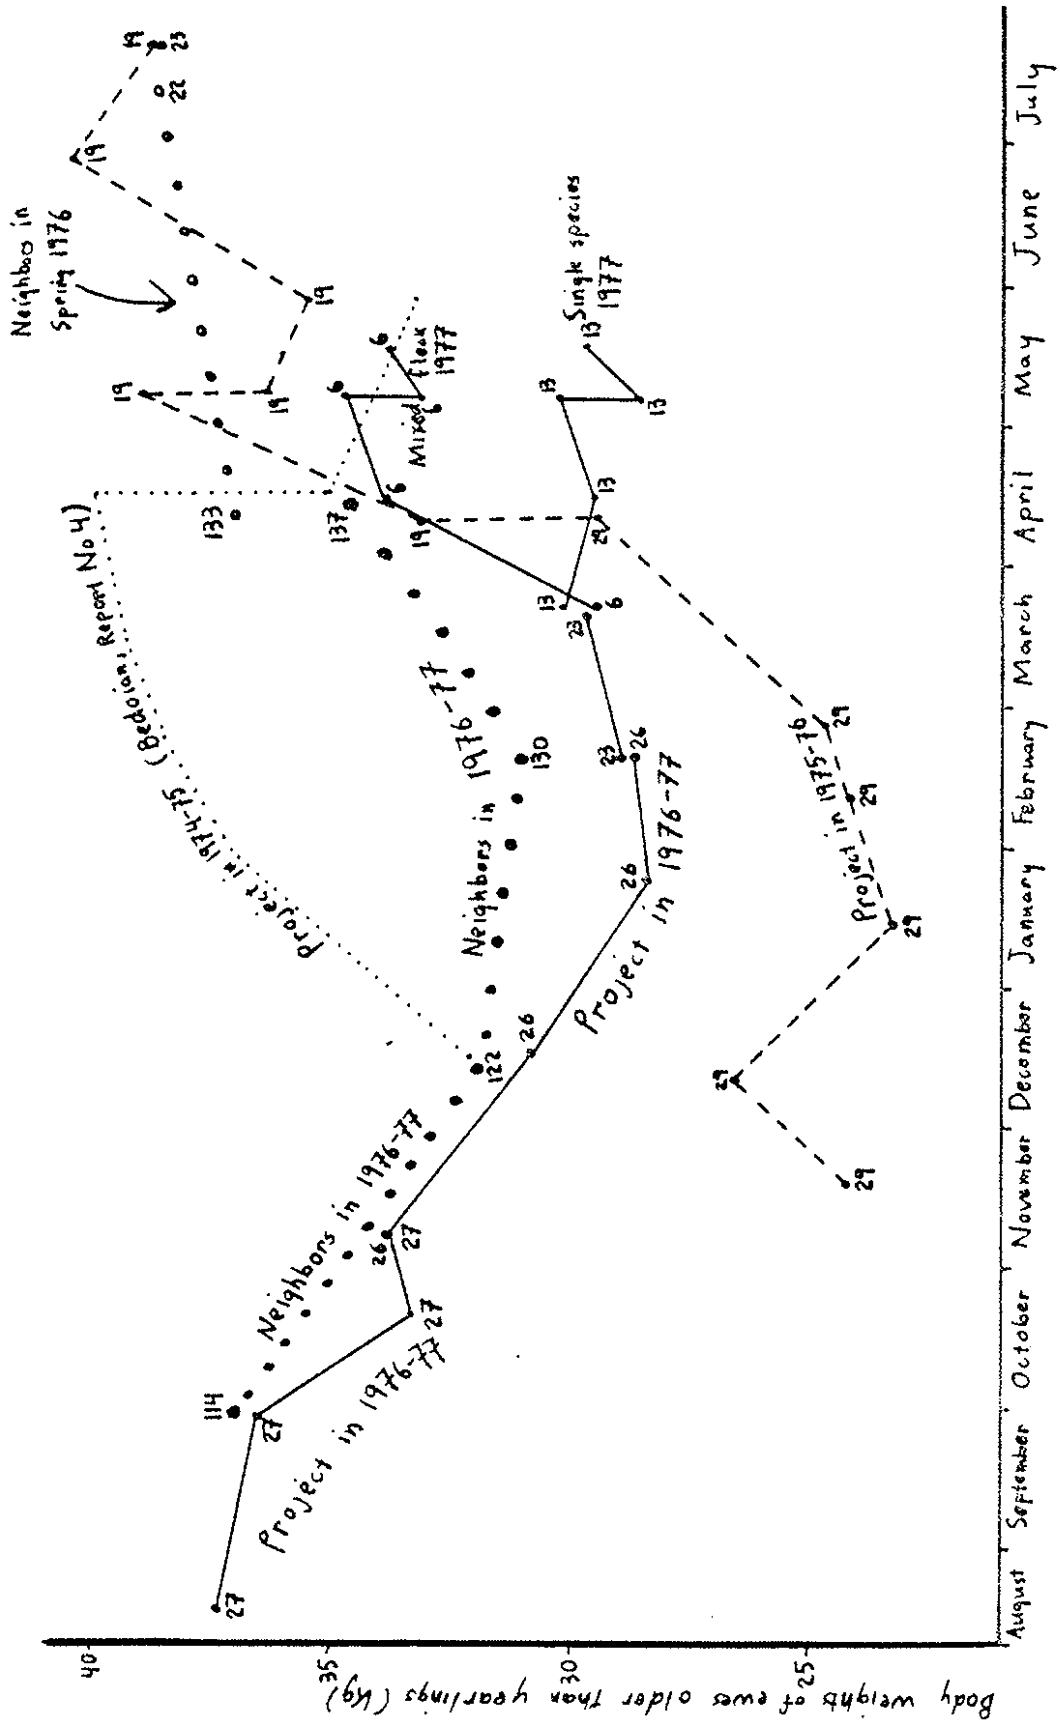 Body weights of ewes older than yearlings (Kg)
40
35
30
25
August
September
October
November
December
January
February
March
April
May
June
July
Project in 1974-75 (Bedoian, Report No 4)
Neighbors in
Spring 1976
Neighbors in 1976-77
Neighbors in 1976-77
Project in 1976-77
Project in 1976-77
Project in 1975-76
Mixed
flock
1977
Single species
1977
27
27
27
26
27
26
26
26
23
23
6
6
6
6
6
13
13
13
13
13
114
122
130
137
133
9
22
23
29
29
29
29
29
29
29
19
19
19
19
19
19